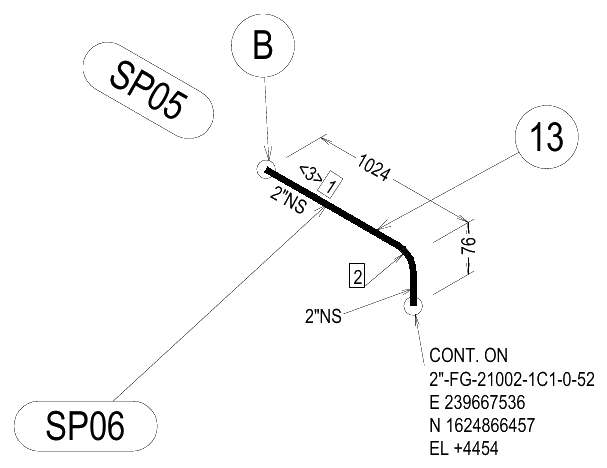 B
SP05
13
1024
<3>
1
2"NS
76
2
2"NS
CONT. ON
2"-FG-21002-1C1-0-52
E 239667536
N 1624866457
EL +4454
SP06